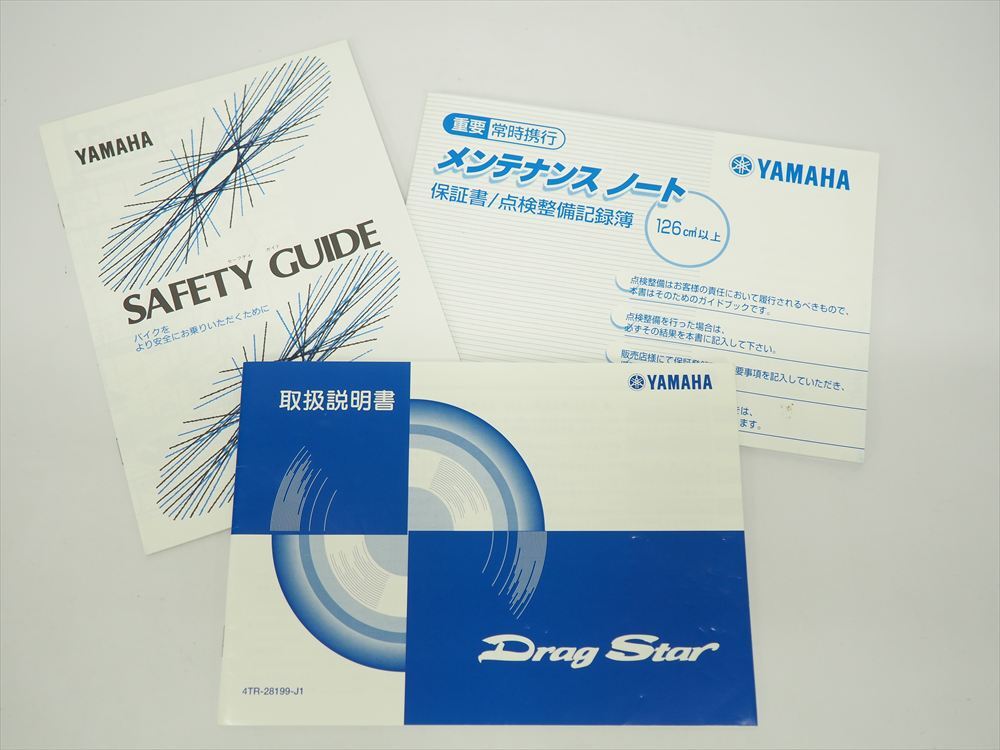 YAMAHA
セーフティ ガイド
SAFETY GUIDE
バイクを
より安全にお乗りいただくために
重要 常時携行
メンテナンス ノート
保証書/点検整備記録簿
126㎤以上
YAMAHA
点検整備はお客様の責任において履行されるべきもので、
本書はそのためのガイドブックです。
点検整備を行った場合は、
必ずその結果を本書に記入して下さい。
販売店様にて保証
要事項を記入していただき、
は、
ます。
取扱説明書
YAMAHA
Drag Star
4TR-28199-J1